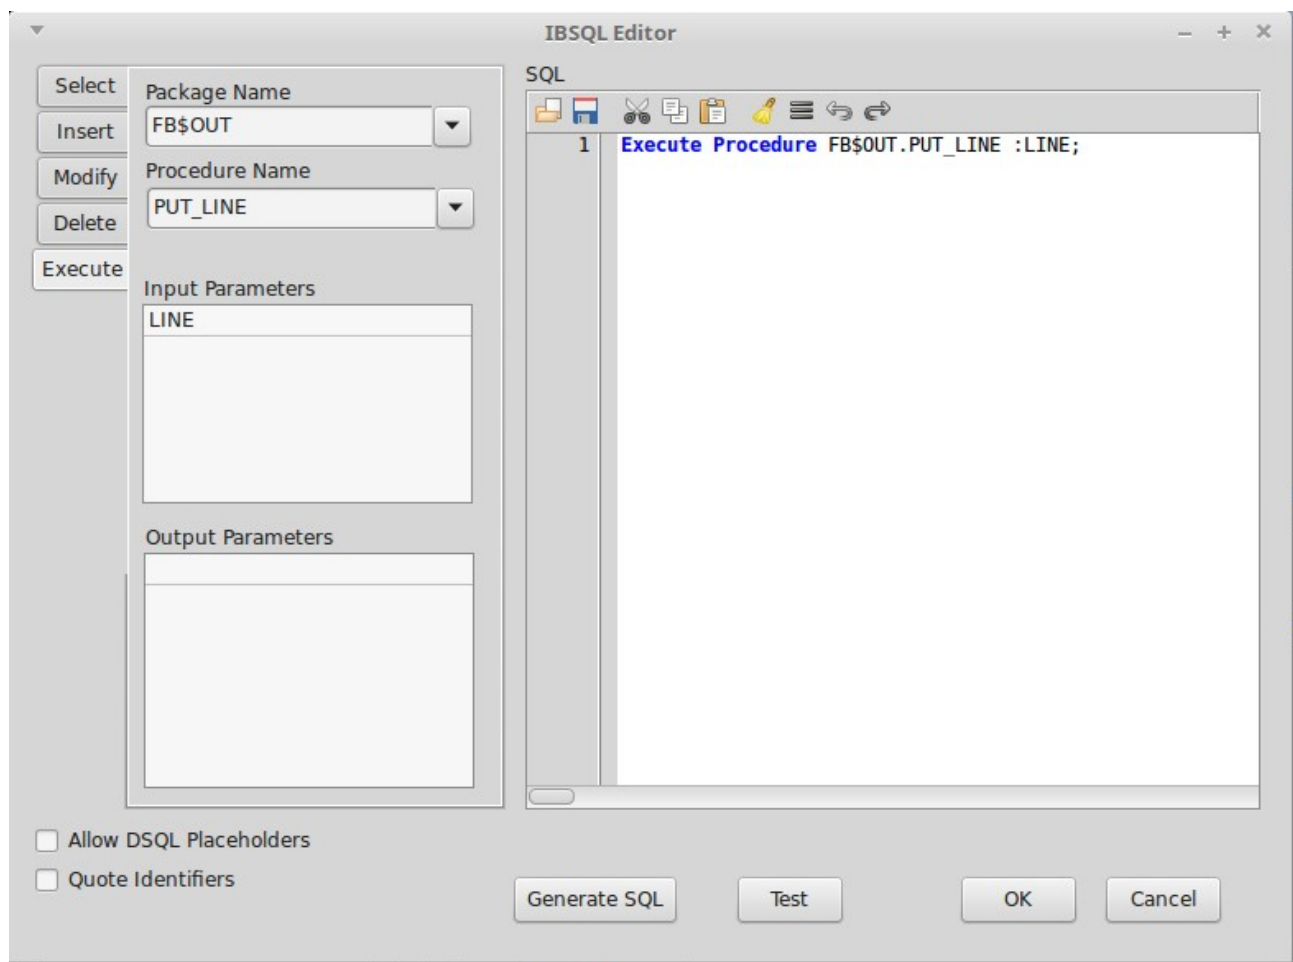 IBSQL Editor
Select
Insert
Modify
Delete
Execute
Package Name
FB$OUT
Procedure Name
PUT_LINE
Input Parameters
LINE
Output Parameters
SQL
1 Execute Procedure FB$OUT.PUT_LINE :LINE;
Allow DSQL Placeholders
Quote Identifiers
Generate SQL
Test
OK
Cancel